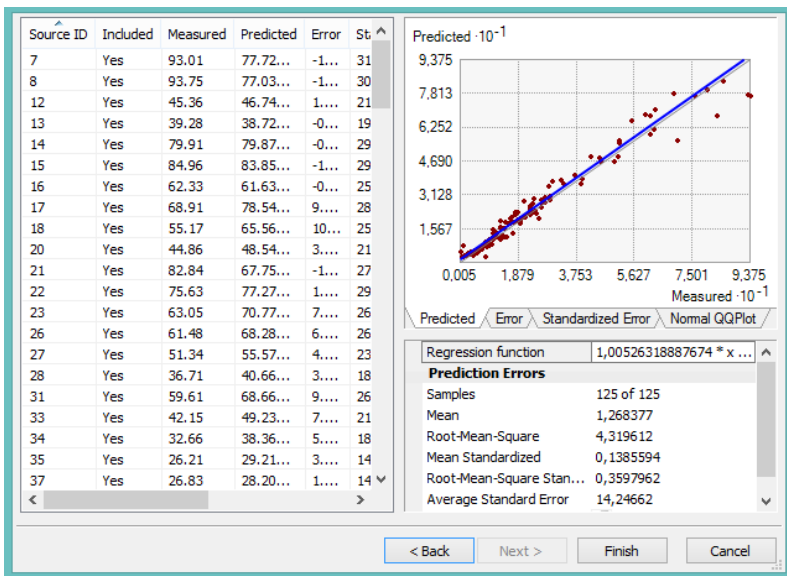 Source ID Included Measured Predicted Error St
7 Yes 93.01 77.72... -1... 31
8 Yes 93.75 77.03... -1... 30
12 Yes 45.36 46.74... 1.... 21
13 Yes 39.28 38.72... -0... 19
14 Yes 79.91 79.87... -0... 29
15 Yes 84.96 83.85... -1... 29
16 Yes 62.33 61.63... -0... 25
17 Yes 68.91 78.54... 9.... 28
18 Yes 55.17 65.56... 10... 25
20 Yes 44.86 48.54... 3.... 21
21 Yes 82.84 67.75... -1... 27
22 Yes 75.63 77.27... 1.... 29
23 Yes 63.05 70.77... 7.... 26
26 Yes 61.48 68.28... 6.... 26
27 Yes 51.34 55.57... 4.... 23
28 Yes 36.71 40.66... 3.... 18
31 Yes 59.61 68.66... 9.... 26
33 Yes 42.15 49.23... 7.... 21
34 Yes 32.66 38.36... 5.... 18
35 Yes 26.21 29.21... 3.... 14
37 Yes 26.83 28.20... 1.... 14
Predicted ·10-1
9,375
7,813
6,252
4,690
3,128
1,567
0,005 1,879 3,753 5,627 7,501 9,375
Measured ·10-1
Predicted Error Standardized Error Normal QQPlot
Regression function 1,00526318887674 * x ...
Prediction Errors
Samples 125 of 125
Mean 1,268377
Root-Mean-Square 4,319612
Mean Standardized 0,1385594
Root-Mean-Square Stan... 0,3597962
Average Standard Error 14,24662
< Back Next > Finish Cancel